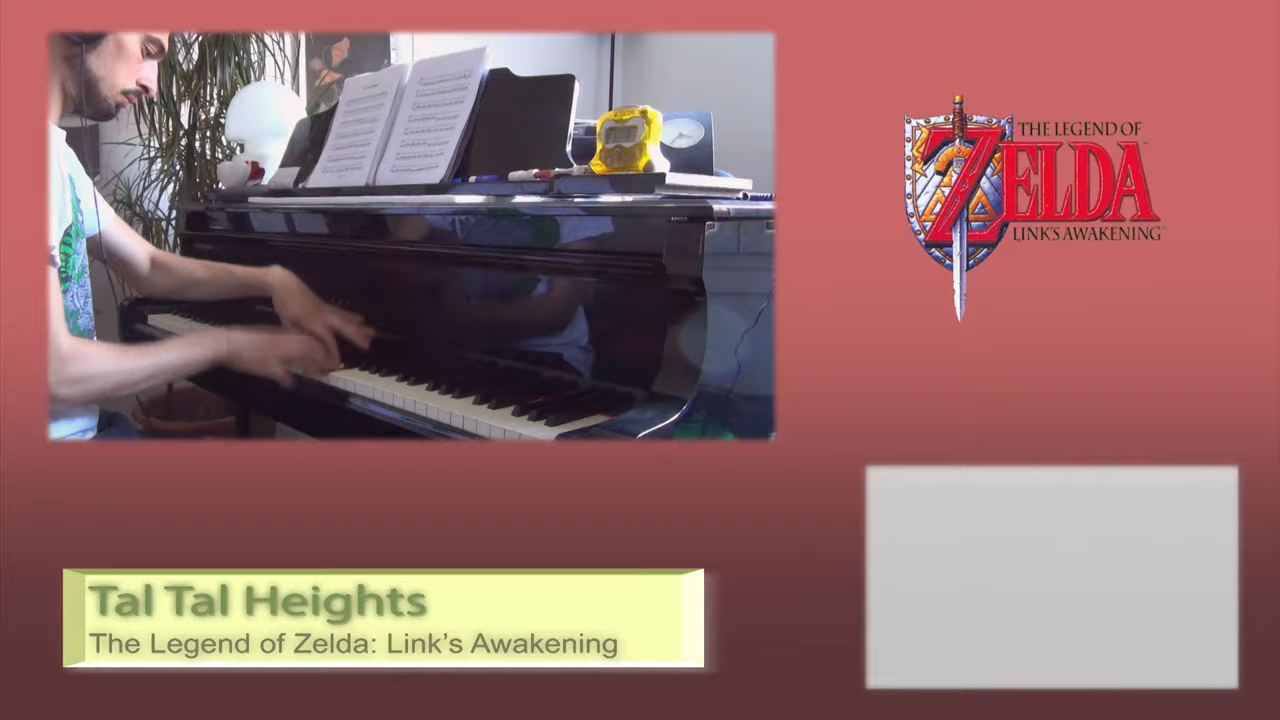 THE LEGEND OF
ZELDA
LINK'S AWAKENING
Tal Tal Heights
The Legend of Zelda: Link's Awakening